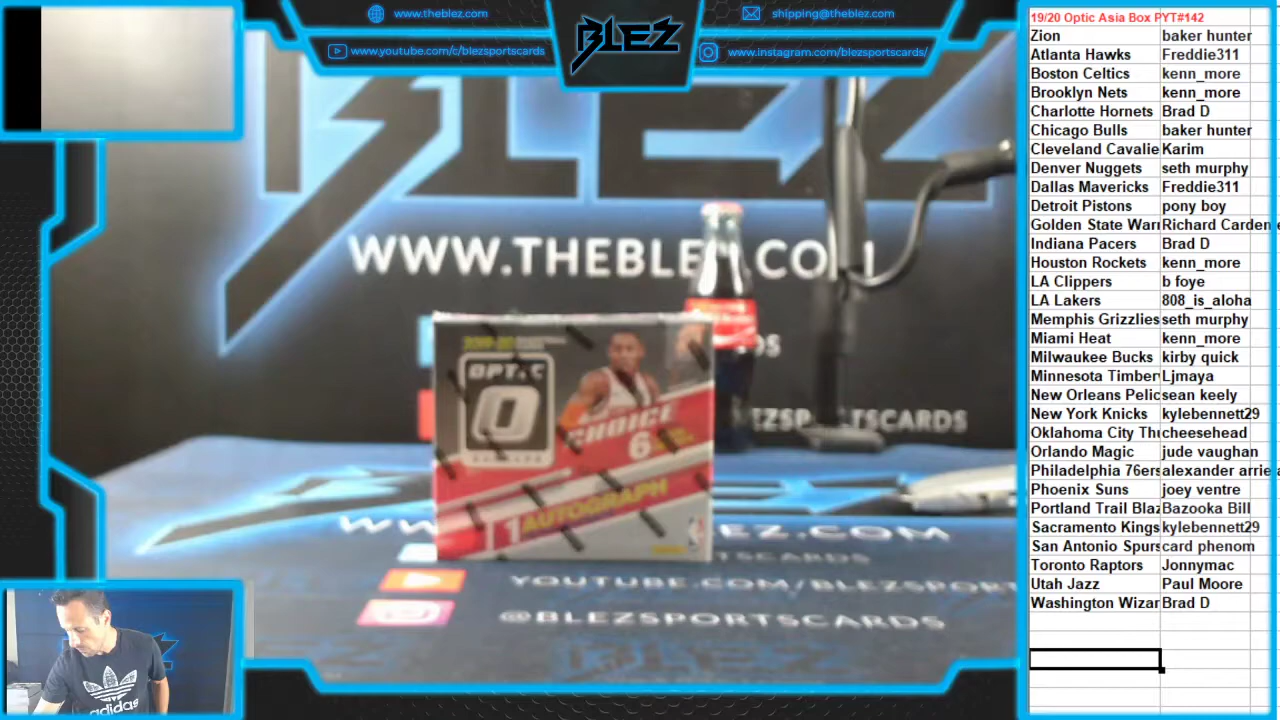 www.theblez.com
www.youtube.com/c/blezsportscards
BLEZ
shipping@theblez.com
www.instagram.com/blezsportscards/
BLEZ
WWW.THEBLEZ.COM
OPTIC
CHOICE
6
1 AUTOGRAPH
YOUTUBE.COM/BLEZSPORT
@BLEZSPORTSCARDS
BLEZ
adidas
19/20 Optic Asia Box PYT#142
Zion baker hunter
Atlanta Hawks Freddie311
Boston Celtics kenn_more
Brooklyn Nets kenn_more
Charlotte Hornets Brad D
Chicago Bulls baker hunter
Cleveland Cavalie Karim
Denver Nuggets seth murphy
Dallas Mavericks Freddie311
Detroit Pistons pony boy
Golden State Warr Richard Carden
Indiana Pacers Brad D
Houston Rockets kenn_more
LA Clippers b foye
LA Lakers 808_is_aloha
Memphis Grizzlies seth murphy
Miami Heat kenn_more
Milwaukee Bucks kirby quick
Minnesota Timber Ljmaya
New Orleans Pelic sean keely
New York Knicks kylebennett29
Oklahoma City Thu cheesehead
Orlando Magic jude vaughan
Philadelphia 76ers alexander arrie
Phoenix Suns joey ventre
Portland Trail Blaz Bazooka Bill
Sacramento Kings kylebennett29
San Antonio Spurs card phenom
Toronto Raptors Jonnymac
Utah Jazz Paul Moore
Washington Wizar Brad D